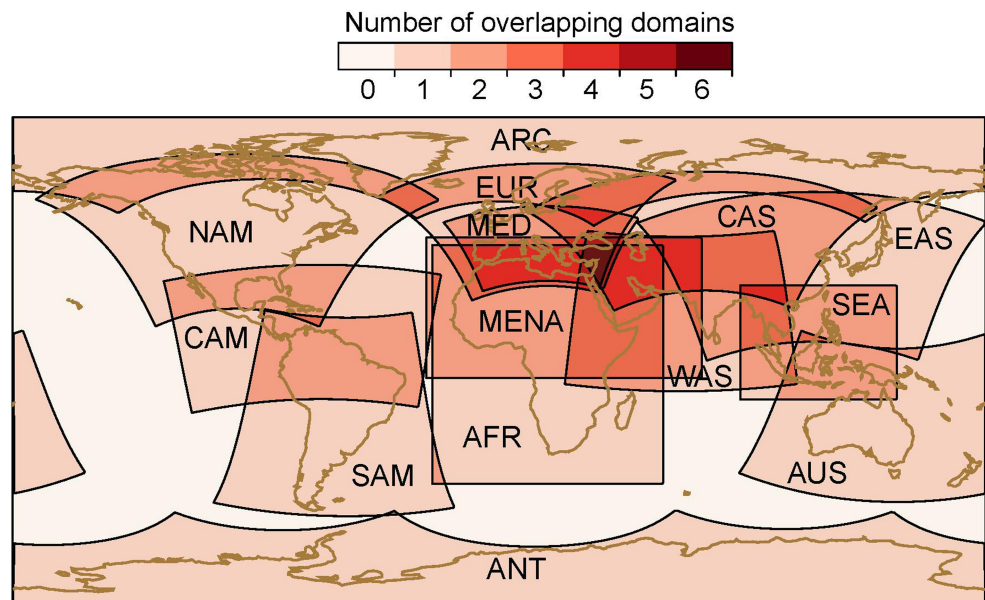 Number of overlapping domains
0 1 2 3 4 5 6
ARC
EUR
MED
CAS
NAM
EAS
SEA
MENA
CAM
WAS
AFR
SAM
AUS
ANT